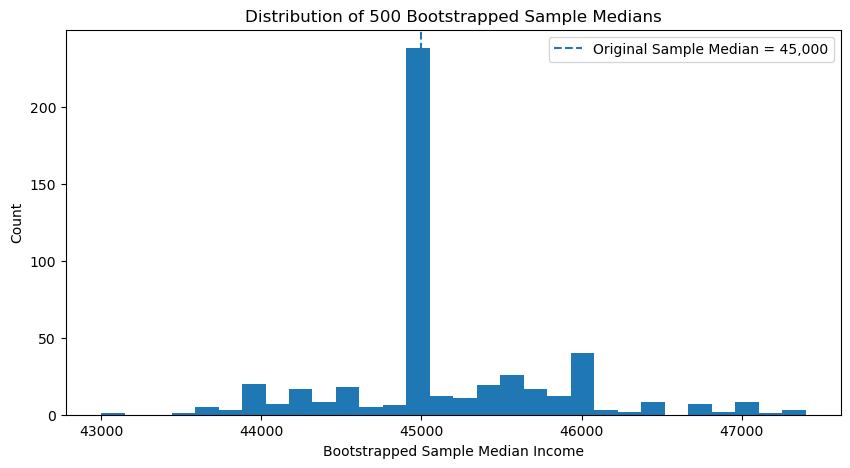 Distribution of 500 Bootstrapped Sample Medians
Original Sample Median = 45,000
Count
200
150
100
50
0
43000 44000 45000 46000 47000
Bootstrapped Sample Median Income